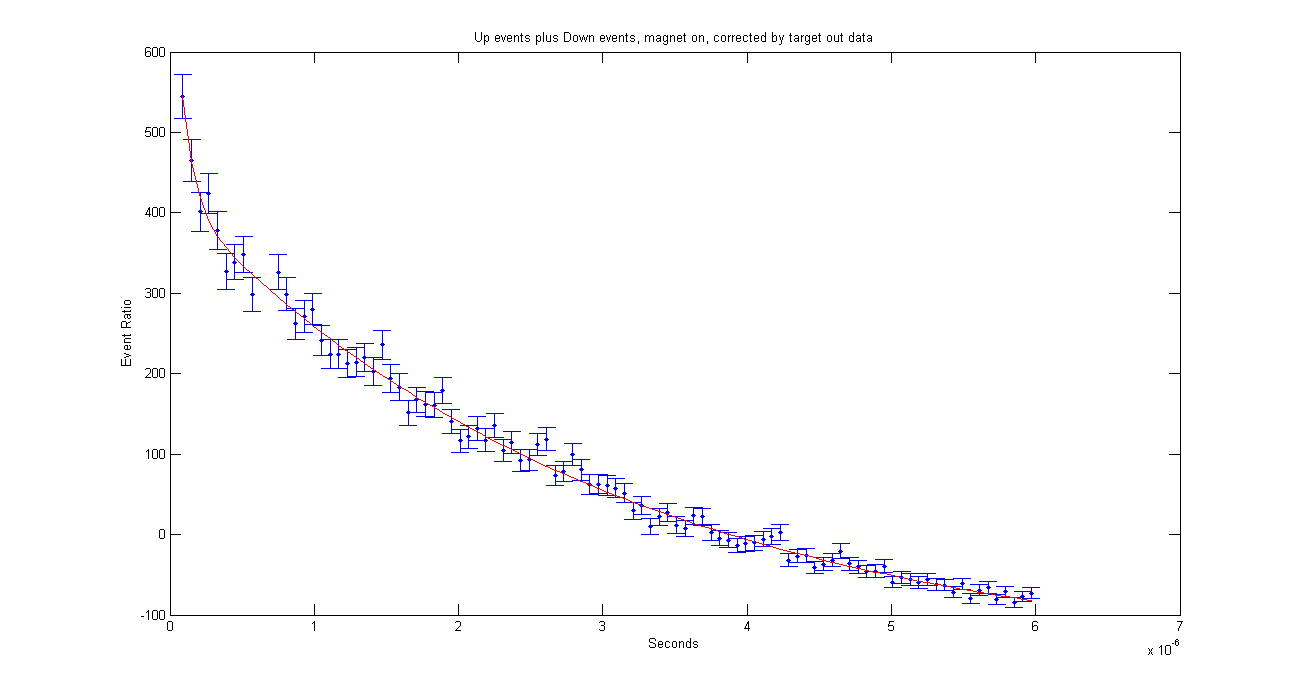 Up events plus Down events, magnet on, corrected by target out data
600
500
400
300
200
100
0
-100
Event Ratio
0 1 2 3 4 5 6 7
Seconds
x 10^-6